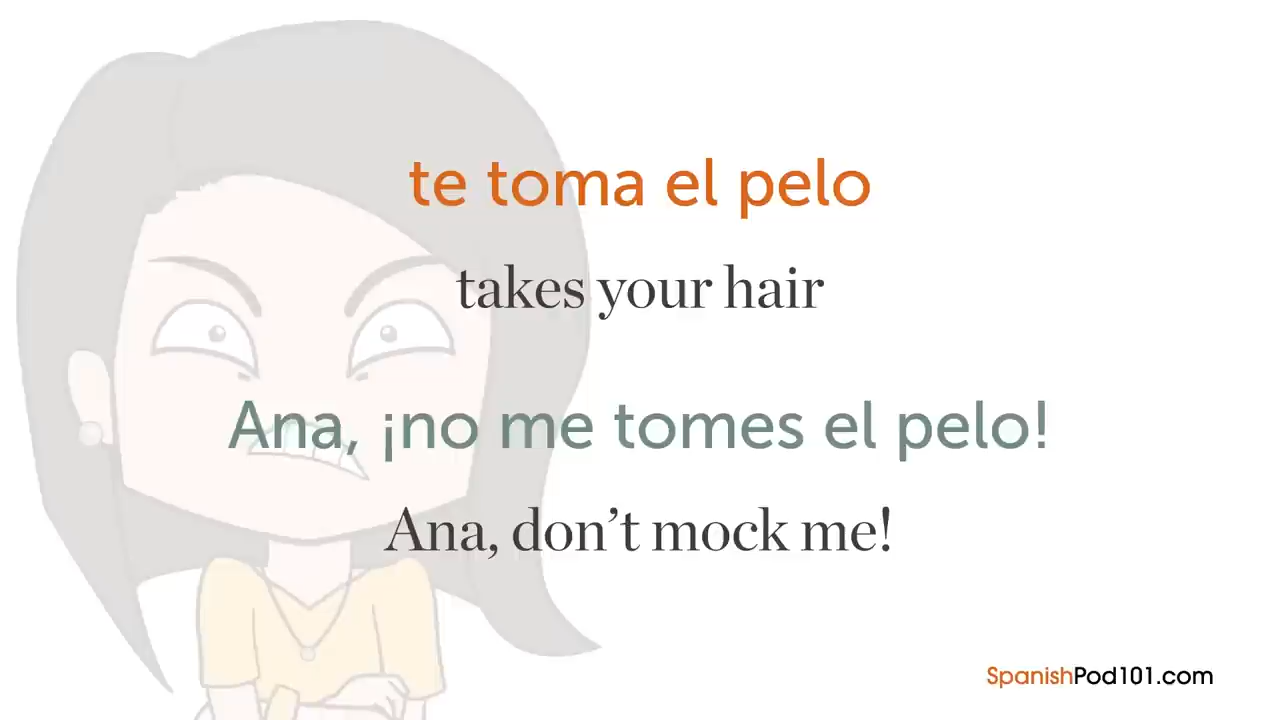 te toma el pelo
takes your hair
Ana, ¡no me tomes el pelo!
Ana, don’t mock me!
SpanishPod101.com